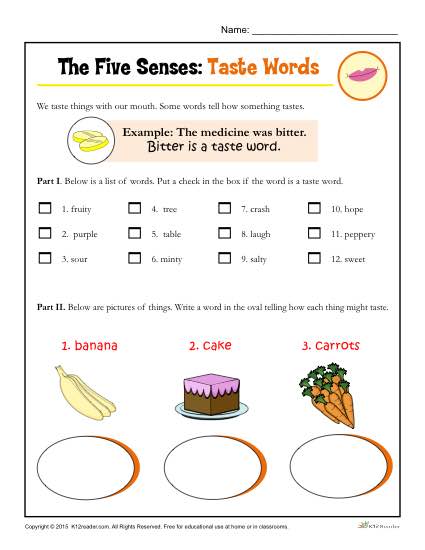 Name: ____________________________
The Five Senses: Taste Words
We taste things with our mouth. Some words tell how something tastes.
Example: The medicine was bitter.
Bitter is a taste word.
Part I. Below is a list of words. Put a check in the box if the word is a taste word.
1. fruity 4. tree 7. crash 10. hope
2. purple 5. table 8. laugh 11. peppery
3. sour 6. minty 9. salty 12. sweet
Part II. Below are pictures of things. Write a word in the oval telling how each thing might taste.
1. banana 2. cake 3. carrots
Copyright © 2015 K12reader.com. All Rights Reserved. Free for educational use at home or in classrooms.
K12Reader